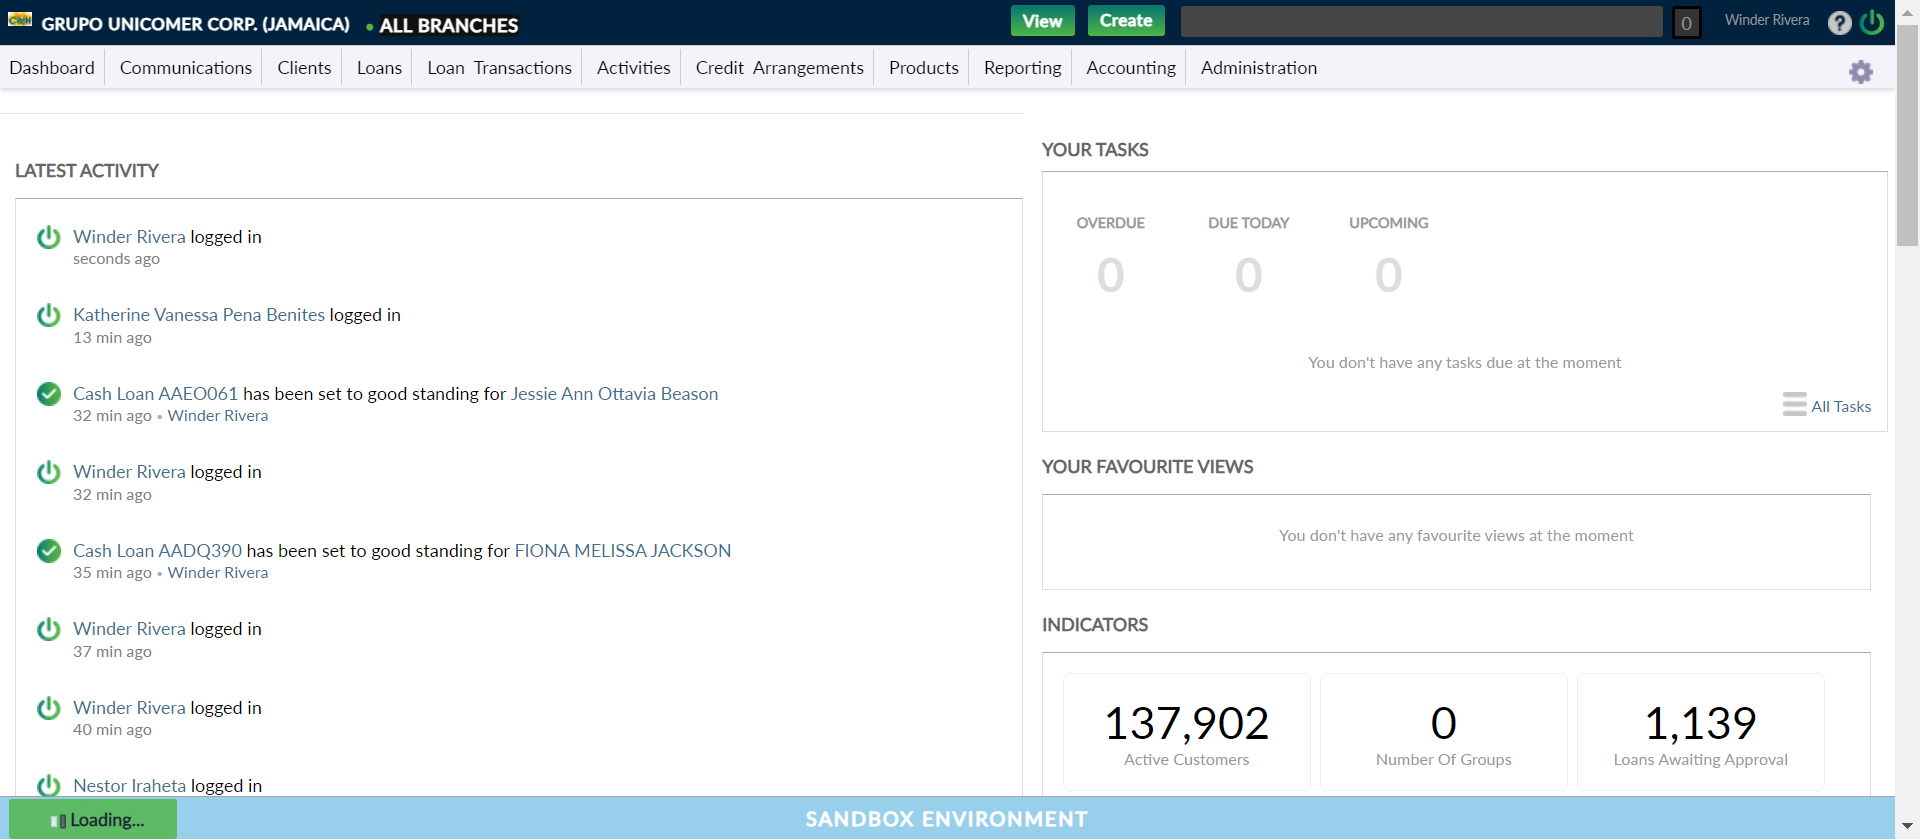 CaSH
GRUPO UNICOMER CORP. (JAMAICA) • ALL BRANCHES
View Create 0 Winder Rivera ?
Dashboard Communications Clients Loans Loan Transactions Activities Credit Arrangements Products Reporting Accounting Administration
LATEST ACTIVITY
Winder Rivera logged in
seconds ago
Katherine Vanessa Pena Benites logged in
13 min ago
Cash Loan AAEO061 has been set to good standing for Jessie Ann Ottavia Beason
32 min ago • Winder Rivera
Winder Rivera logged in
32 min ago
Cash Loan AADQ390 has been set to good standing for FIONA MELISSA JACKSON
35 min ago • Winder Rivera
Winder Rivera logged in
37 min ago
Winder Rivera logged in
40 min ago
Nestor Iraheta logged in
YOUR TASKS
OVERDUE DUE TODAY UPCOMING
0 0 0
You don't have any tasks due at the moment
All Tasks
YOUR FAVOURITE VIEWS
You don't have any favourite views at the moment
INDICATORS
137,902 0 1,139
Active Customers Number Of Groups Loans Awaiting Approval
Loading... SANDBOX ENVIRONMENT